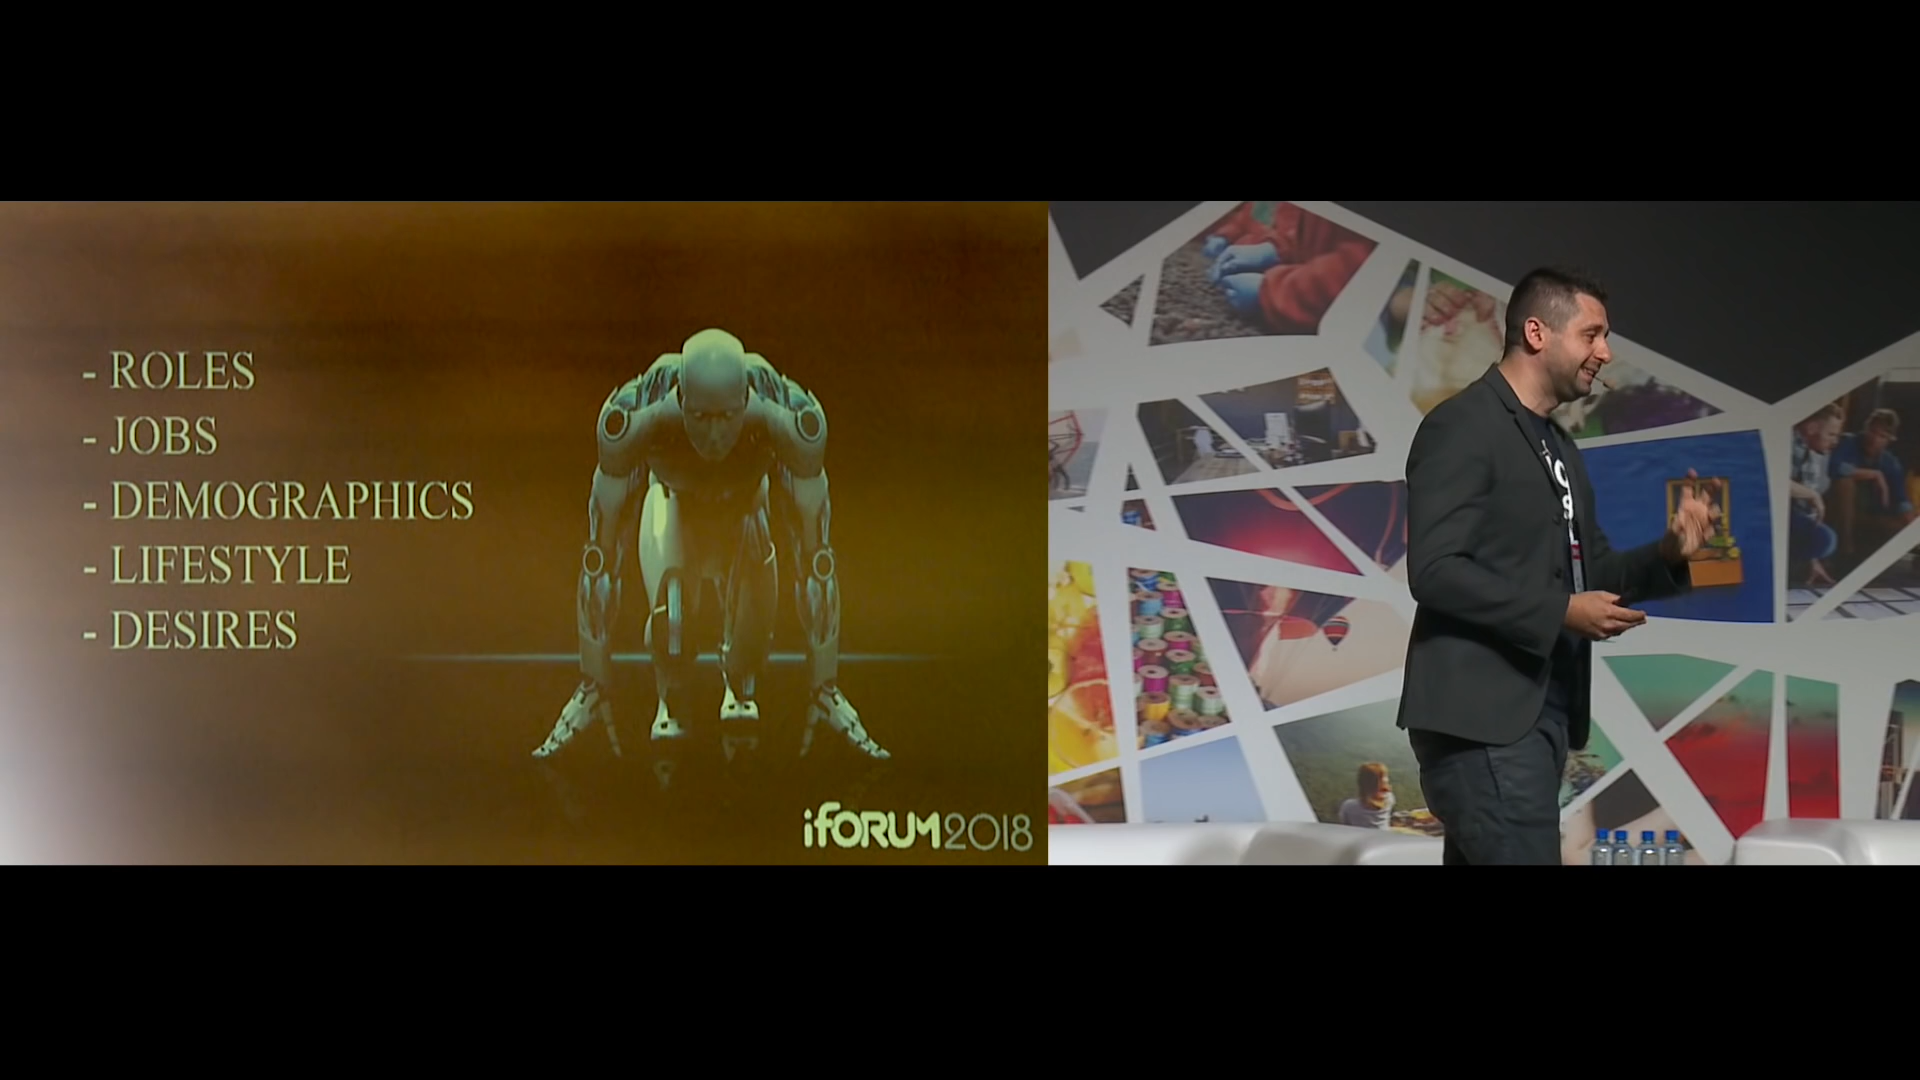 - ROLES
- JOBS
- DEMOGRAPHICS
- LIFESTYLE
- DESIRES
iFORUM2018